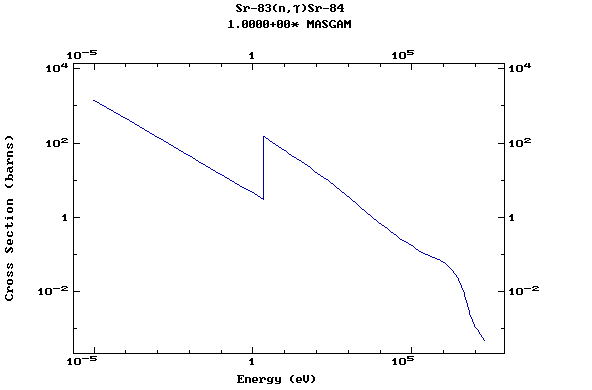 Sr-83(n,γ)Sr-84
1.0000+00* MASGAM
10-5 1 105
104 104
102 102
1 1
10-2 10-2
10-5 1 105
Cross Section (barns)
Energy (eV)